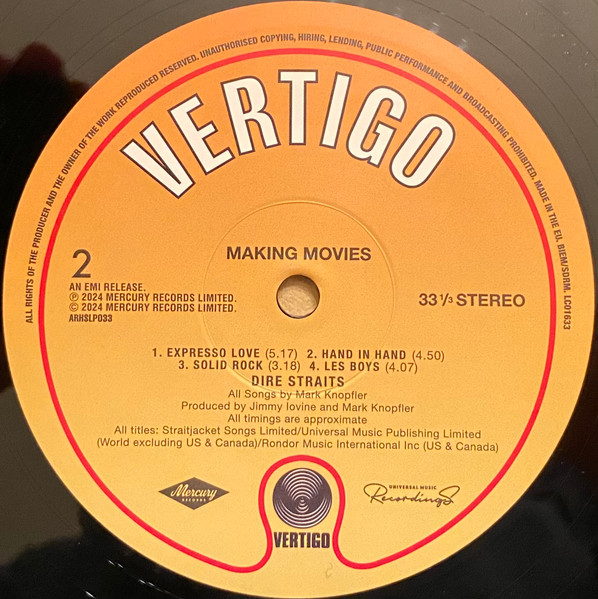 ALL RIGHTS OF THE PRODUCER AND THE OWNER OF THE WORK REPRODUCED RESERVED. UNAUTHORISED COPYING, HIRING, LENDING, PUBLIC PERFORMANCE AND BROADCASTING PROHIBITED. MADE IN THE EU. BIEM/SDRM. LC01633
VERTIGO
MAKING MOVIES
2
AN EMI RELEASE.
℗ 2024 MERCURY RECORDS LIMITED.
© 2024 MERCURY RECORDS LIMITED.
ARHSLP033
33 1/3 STEREO
1. EXPRESSO LOVE (5.17) 2. HAND IN HAND (4.50)
3. SOLID ROCK (3.18) 4. LES BOYS (4.07)
DIRE STRAITS
All Songs by Mark Knopfler
Produced by Jimmy Iovine and Mark Knopfler
All timings are approximate
All titles: Straitjacket Songs Limited/Universal Music Publishing Limited
(World excluding US & Canada)/Rondor Music International Inc (US & Canada)
Mercury
RECORDS
UNIVERSAL MUSIC
Recordings
VERTIGO